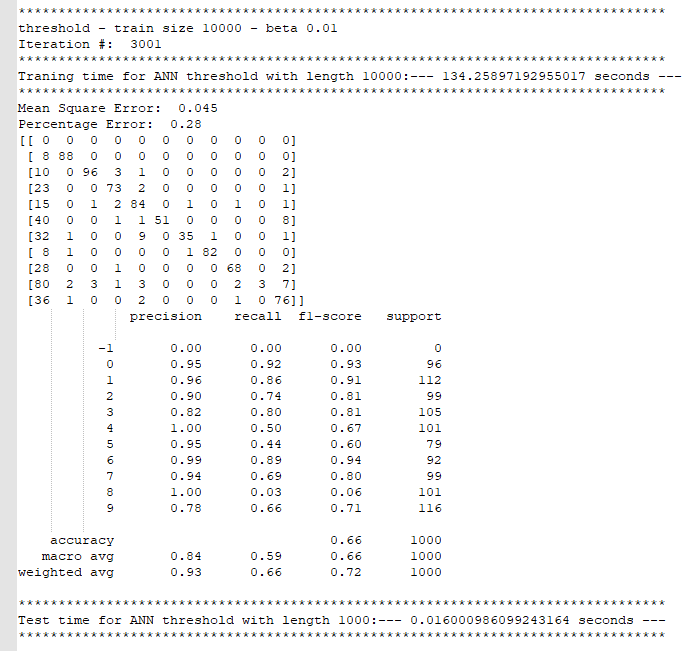 *********************************************************************************
threshold - train size 10000 - beta 0.01
Iteration #:  3001
*********************************************************************************
Traning time for ANN threshold with length 10000:--- 134.25897192955017 seconds ---
*********************************************************************************
Mean Square Error:  0.045
Percentage Error:  0.28
[[ 0  0  0  0  0  0  0  0  0  0  0]
 [ 8 88  0  0  0  0  0  0  0  0  0]
 [10  0 96  3  1  0  0  0  0  0  2]
 [23  0  0 73  2  0  0  0  0  0  1]
 [15  0  1  2 84  0  1  0  1  0  1]
 [40  0  0  1  1 51  0  0  0  0  8]
 [32  1  0  0  9  0 35  1  0  0  1]
 [ 8  1  0  0  0  0  1 82  0  0  0]
 [28  0  0  1  0  0  0  0 68  0  2]
 [80  2  3  1  3  0  0  0  2  3  7]
 [36  1  0  0  2  0  0  0  1  0 76]]
              precision    recall  f1-score   support

          -1       0.00      0.00      0.00         0
           0       0.95      0.92      0.93        96
           1       0.96      0.86      0.91       112
           2       0.90      0.74      0.81        99
           3       0.82      0.80      0.81       105
           4       1.00      0.50      0.67       101
           5       0.95      0.44      0.60        79
           6       0.99      0.89      0.94        92
           7       0.94      0.69      0.80        99
           8       1.00      0.03      0.06       101
           9       0.78      0.66      0.71       116

    accuracy                           0.66      1000
   macro avg       0.84      0.59      0.66      1000
weighted avg       0.93      0.66      0.72      1000

*********************************************************************************
Test time for ANN threshold with length 1000:--- 0.016000986099243164 seconds ---
*********************************************************************************